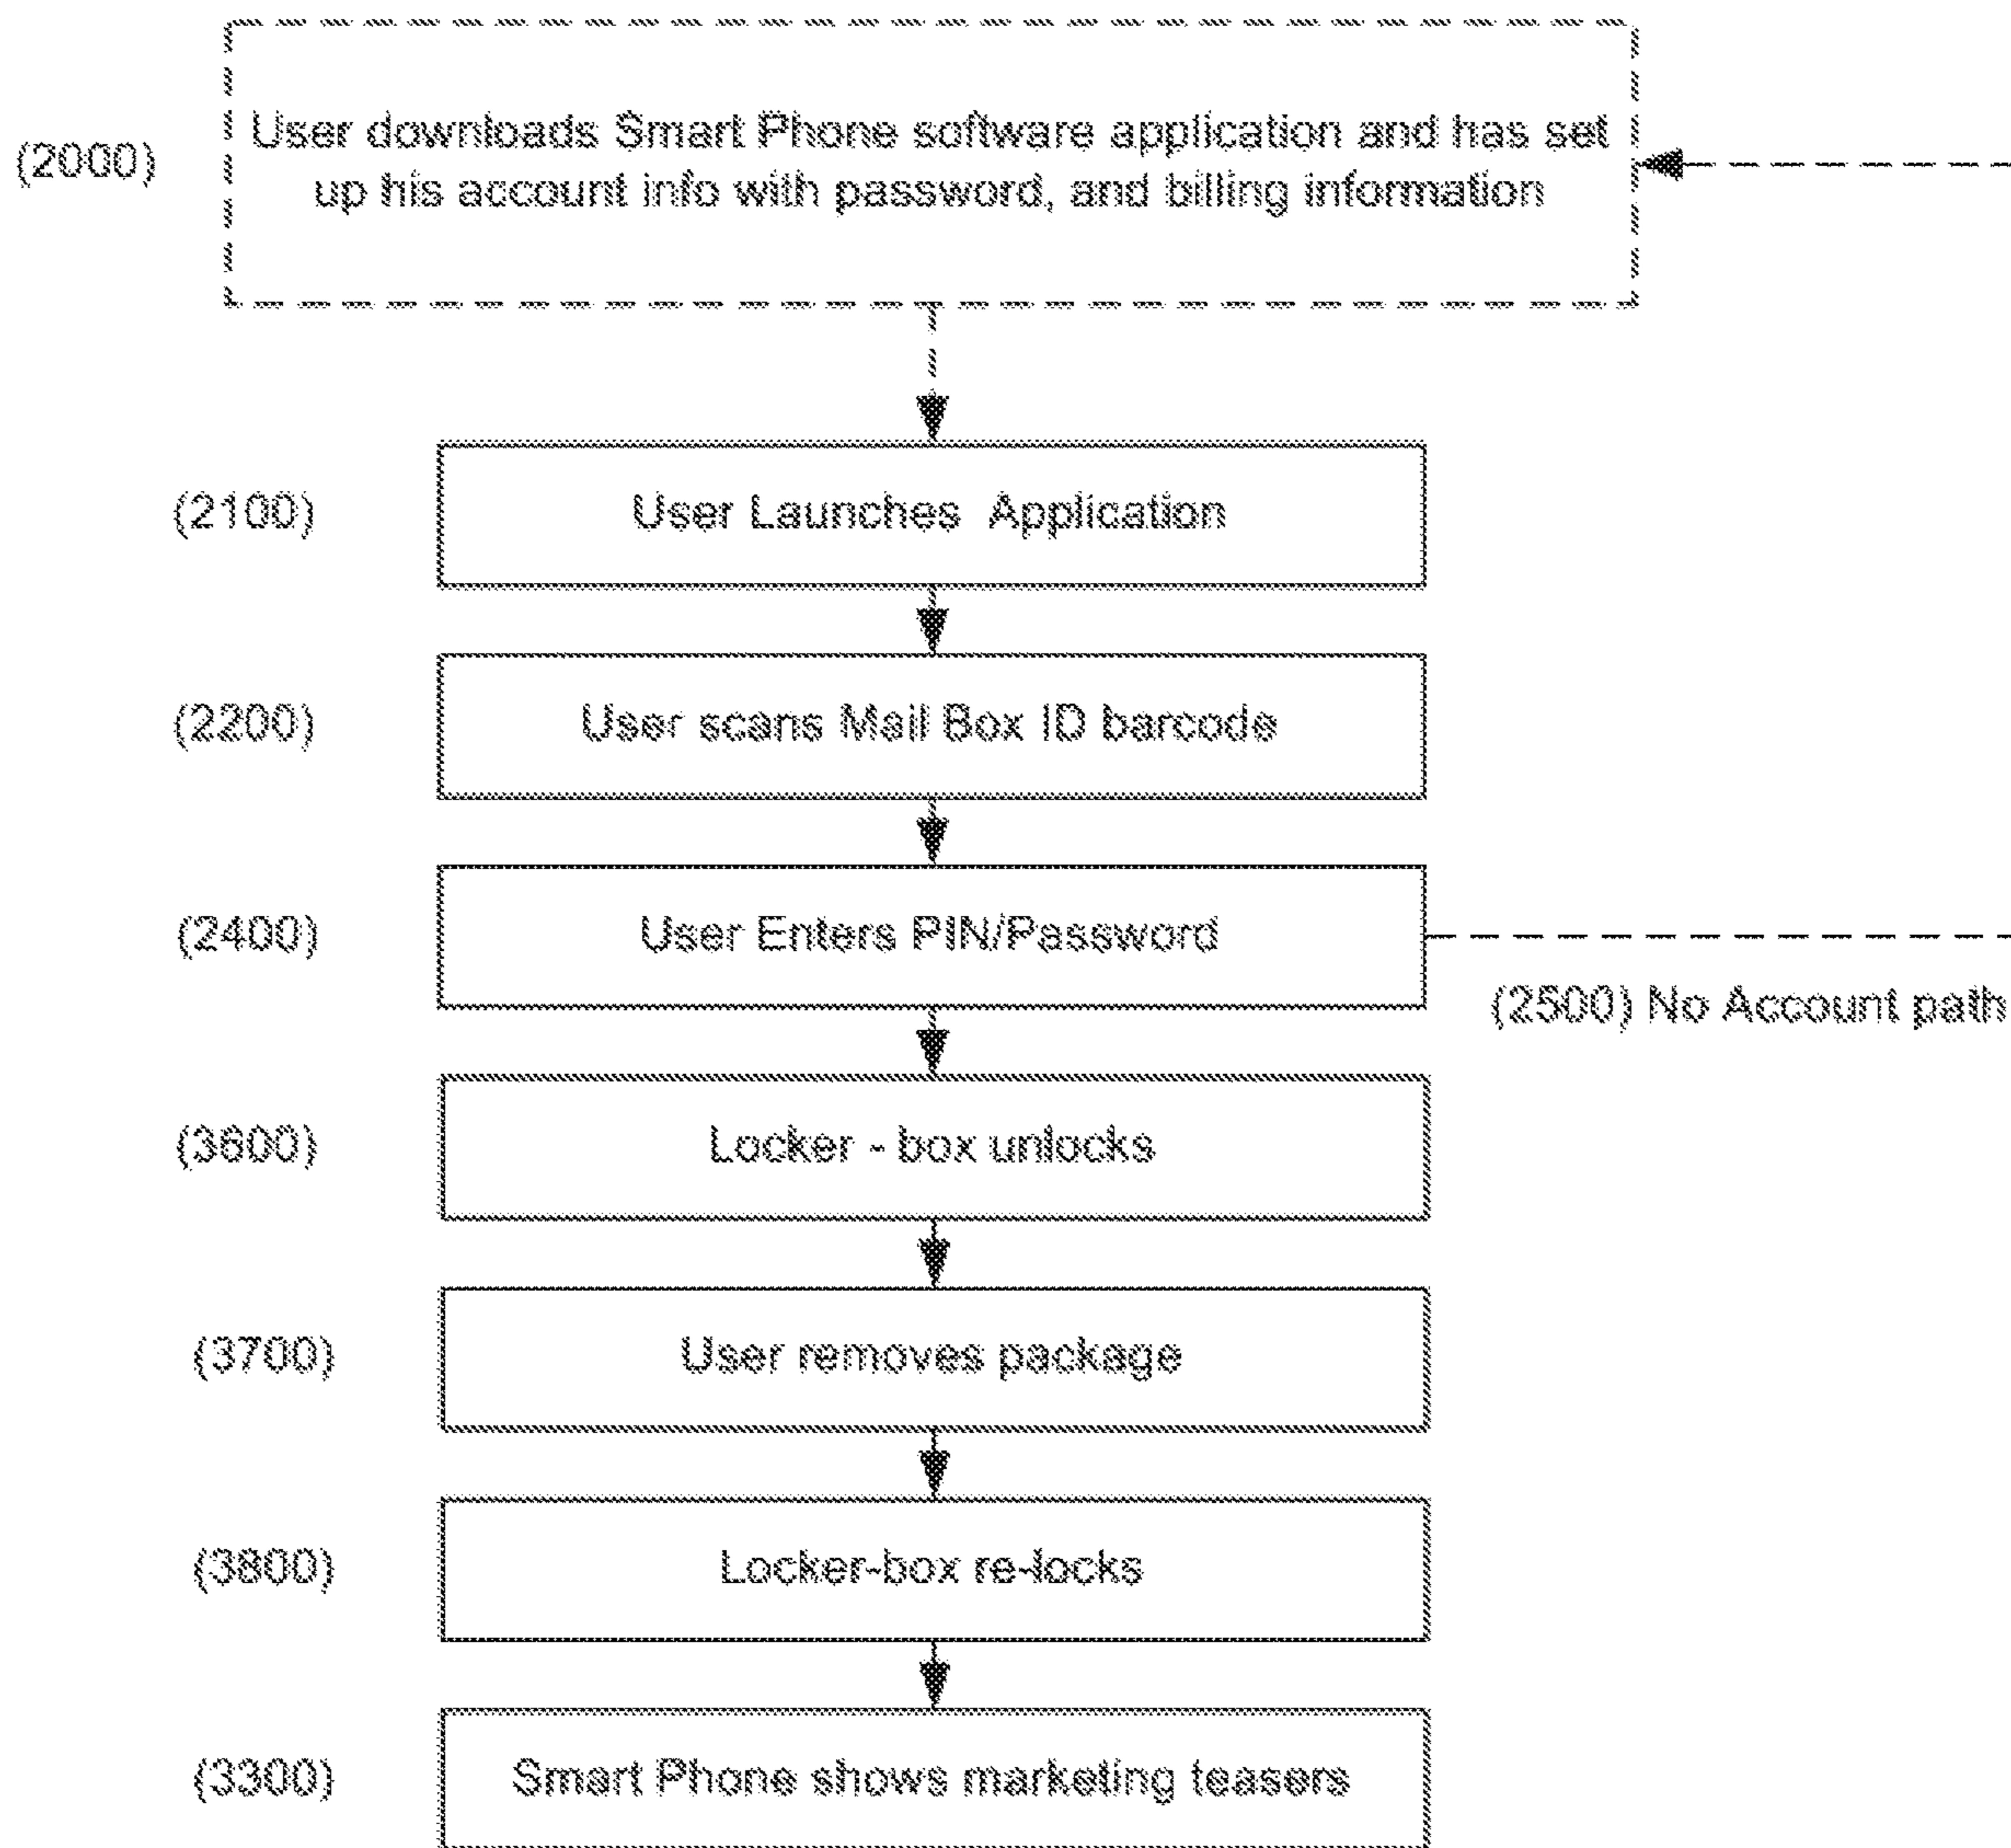 (2000)
User downloads Smart Phone software application and has set
up his account info with password, and billing information
(2100)
User Launches Application
(2200)
User scans Mail Box ID barcode
(2400)
User Enters PIN/Password
(2500) No Account path
(3600)
Locker - box unlocks
(3700)
User removes package
(3800)
Locker-box re-locks
(3300)
Smart Phone shows marketing teasers